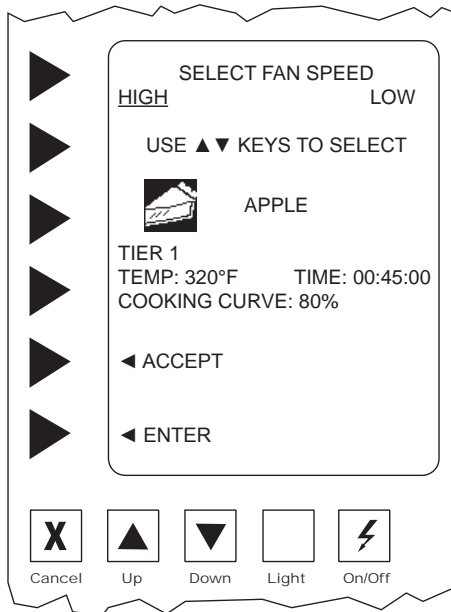 SELECT FAN SPEED
HIGH LOW
USE ▲▼ KEYS TO SELECT
APPLE
TIER 1
TEMP: 320°F TIME: 00:45:00
COOKING CURVE: 80%
◄ ACCEPT
◄ ENTER
X
Cancel Up Down Light On/Off